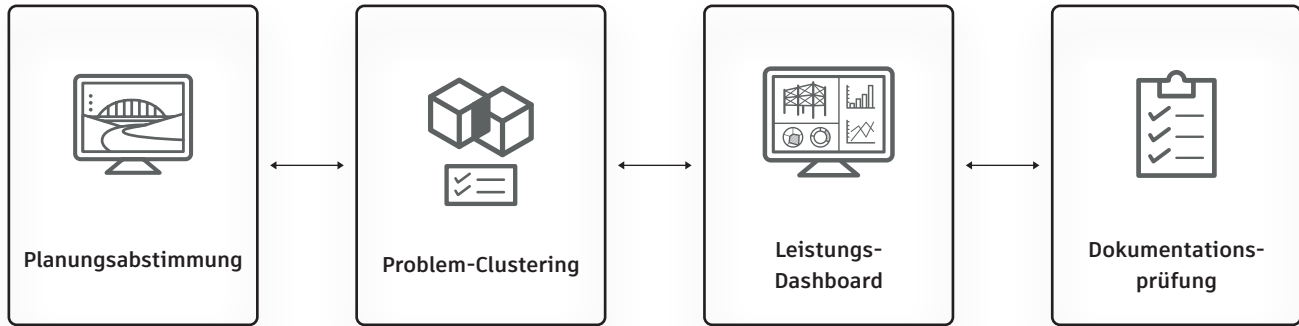 Planungsabstimmung
Problem-Clustering
Leistungs-
Dashboard
Dokumentations-
prüfung